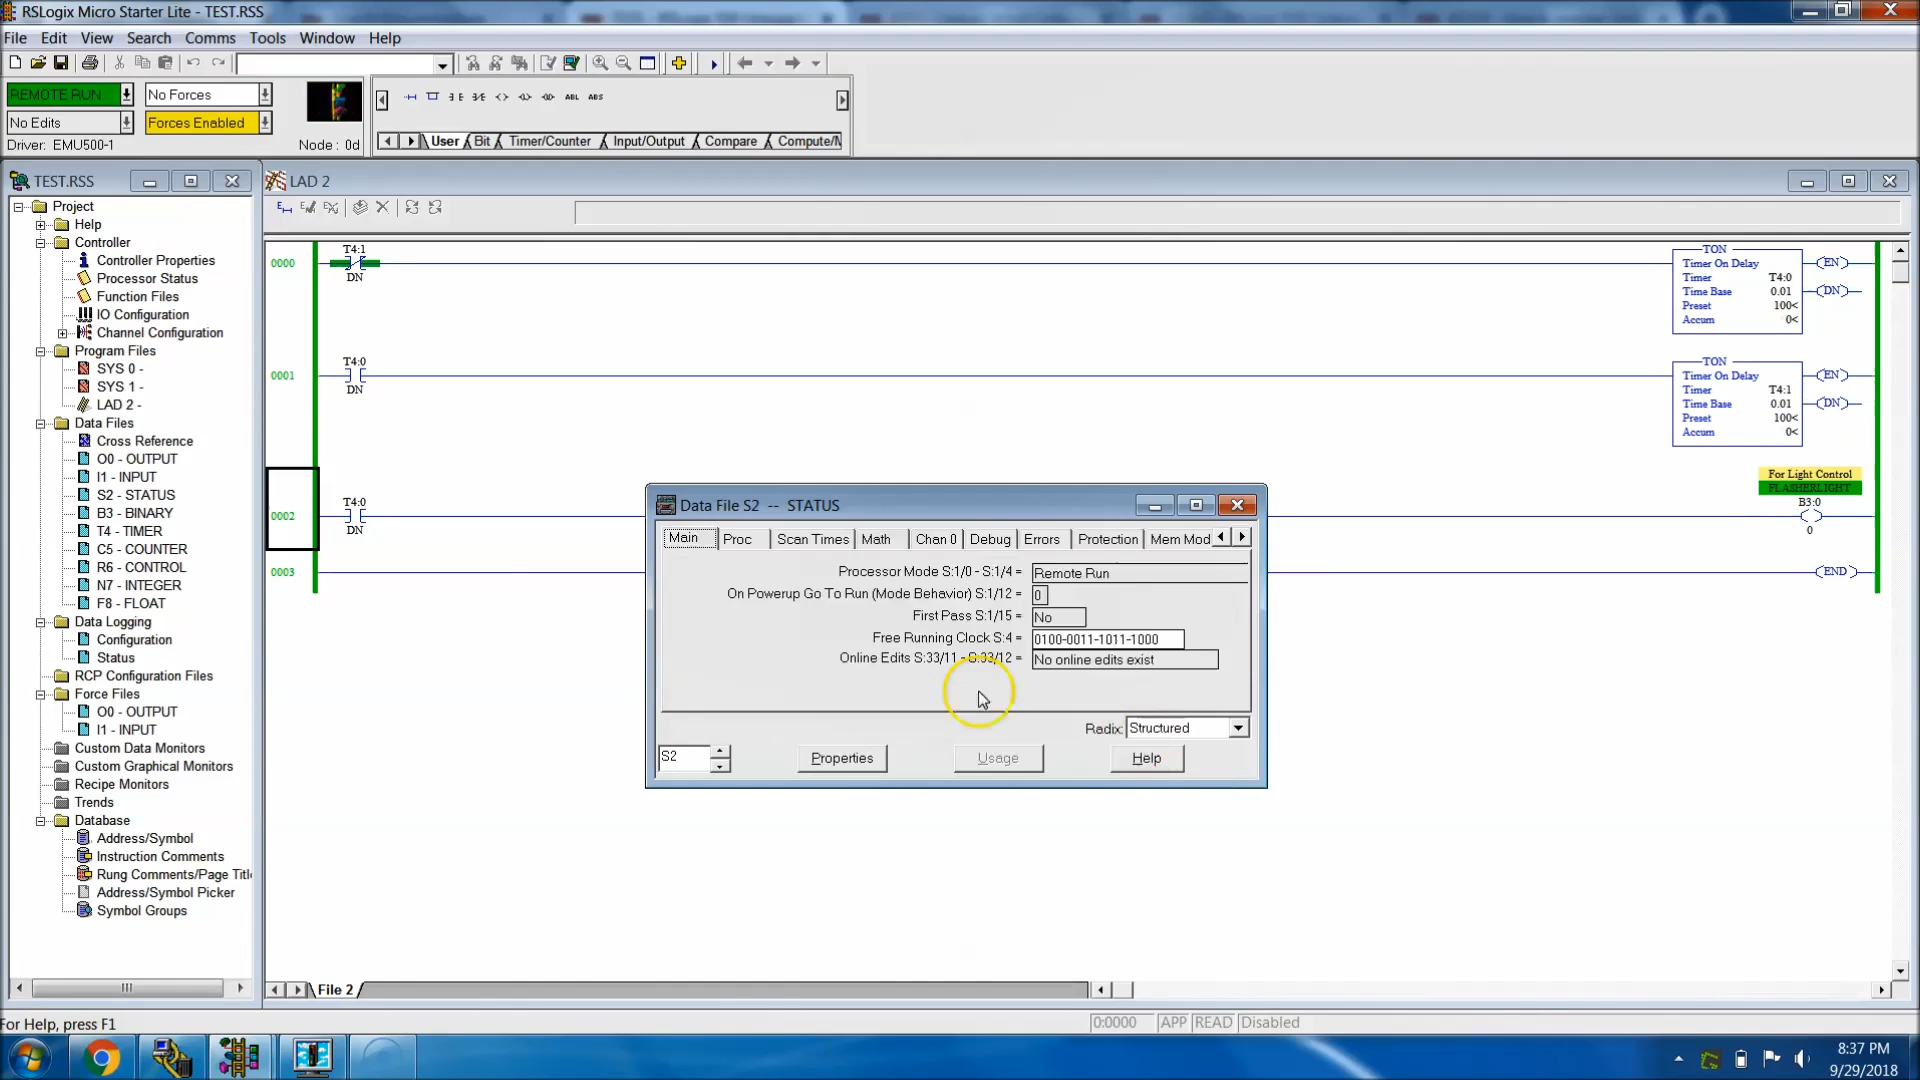 RSLogix Micro Starter Lite - TEST.RSS
File Edit View Search Comms Tools Window Help
REMOTE RUN
No Forces
No Edits
Forces Enabled
Driver: EMU500-1
Node : 0d
ABL ABS
User Bit Timer/Counter Input/Output Compare Compute/M
TEST.RSS
Project
Help
Controller
Controller Properties
Processor Status
Function Files
IO Configuration
Channel Configuration
Program Files
SYS 0 -
SYS 1 -
LAD 2 -
Data Files
Cross Reference
O0 - OUTPUT
I1 - INPUT
S2 - STATUS
B3 - BINARY
T4 - TIMER
C5 - COUNTER
R6 - CONTROL
N7 - INTEGER
F8 - FLOAT
Data Logging
Configuration
Status
RCP Configuration Files
Force Files
O0 - OUTPUT
I1 - INPUT
Custom Data Monitors
Custom Graphical Monitors
Recipe Monitors
Trends
Database
Address/Symbol
Instruction Comments
Rung Comments/Page Title
Address/Symbol Picker
Symbol Groups
LAD 2
0000
T4:1
DN
TON
Timer On Delay
Timer T4:0
Time Base 0.01
Preset 100<
Accum 0<
EN
DN
0001
T4:0
DN
TON
Timer On Delay
Timer T4:1
Time Base 0.01
Preset 100<
Accum 0<
EN
DN
0002
T4:0
DN
For Light Control
FLASHERLIGHT
B3:0
0
0003
END
Data File S2 -- STATUS
Main Proc Scan Times Math Chan 0 Debug Errors Protection Mem Mod
Processor Mode S:1/0 - S:1/4 = Remote Run
On Powerup Go To Run (Mode Behavior) S:1/12 = 0
First Pass S:1/15 = No
Free Running Clock S:4 = 0100-0011-1011-1000
Online Edits S:33/11 - S:33/12 = No online edits exist
Radix: Structured
S2
Properties
Usage
Help
File 2
For Help, press F1
0:0000 APP READ Disabled
8:37 PM
9/29/2018